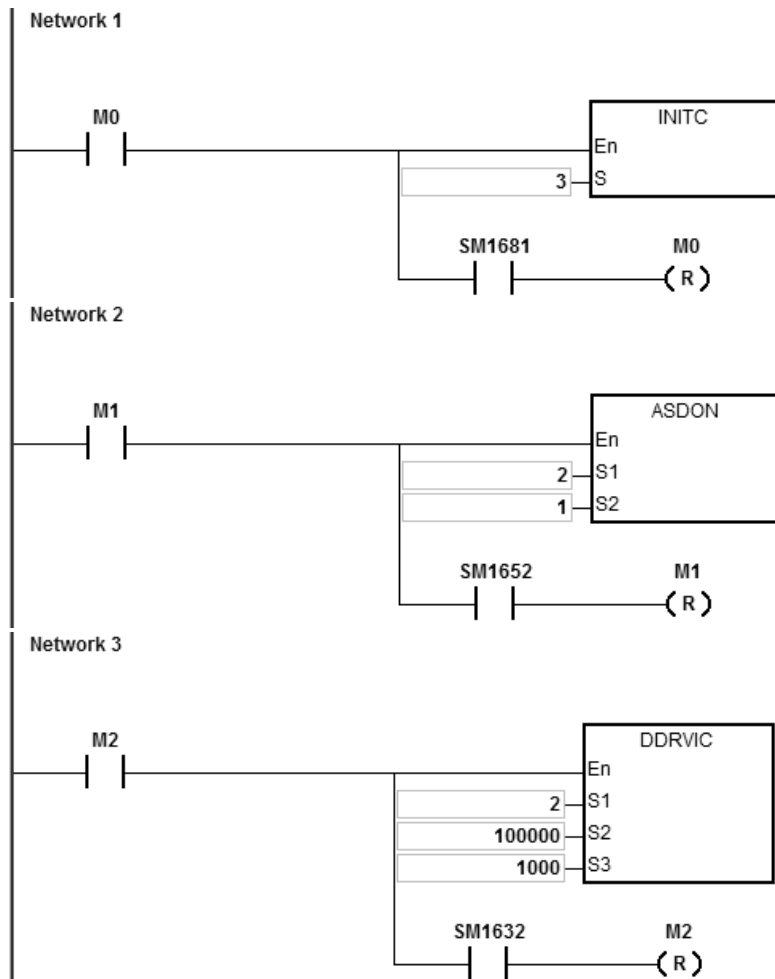 Network 1
M0
INITC
En
3 S
SM1681 M0
( R )
Network 2
M1
ASDON
En
2 S1
1 S2
SM1652 M1
( R )
Network 3
M2
DDRVIC
En
2 S1
100000 S2
1000 S3
SM1632 M2
( R )